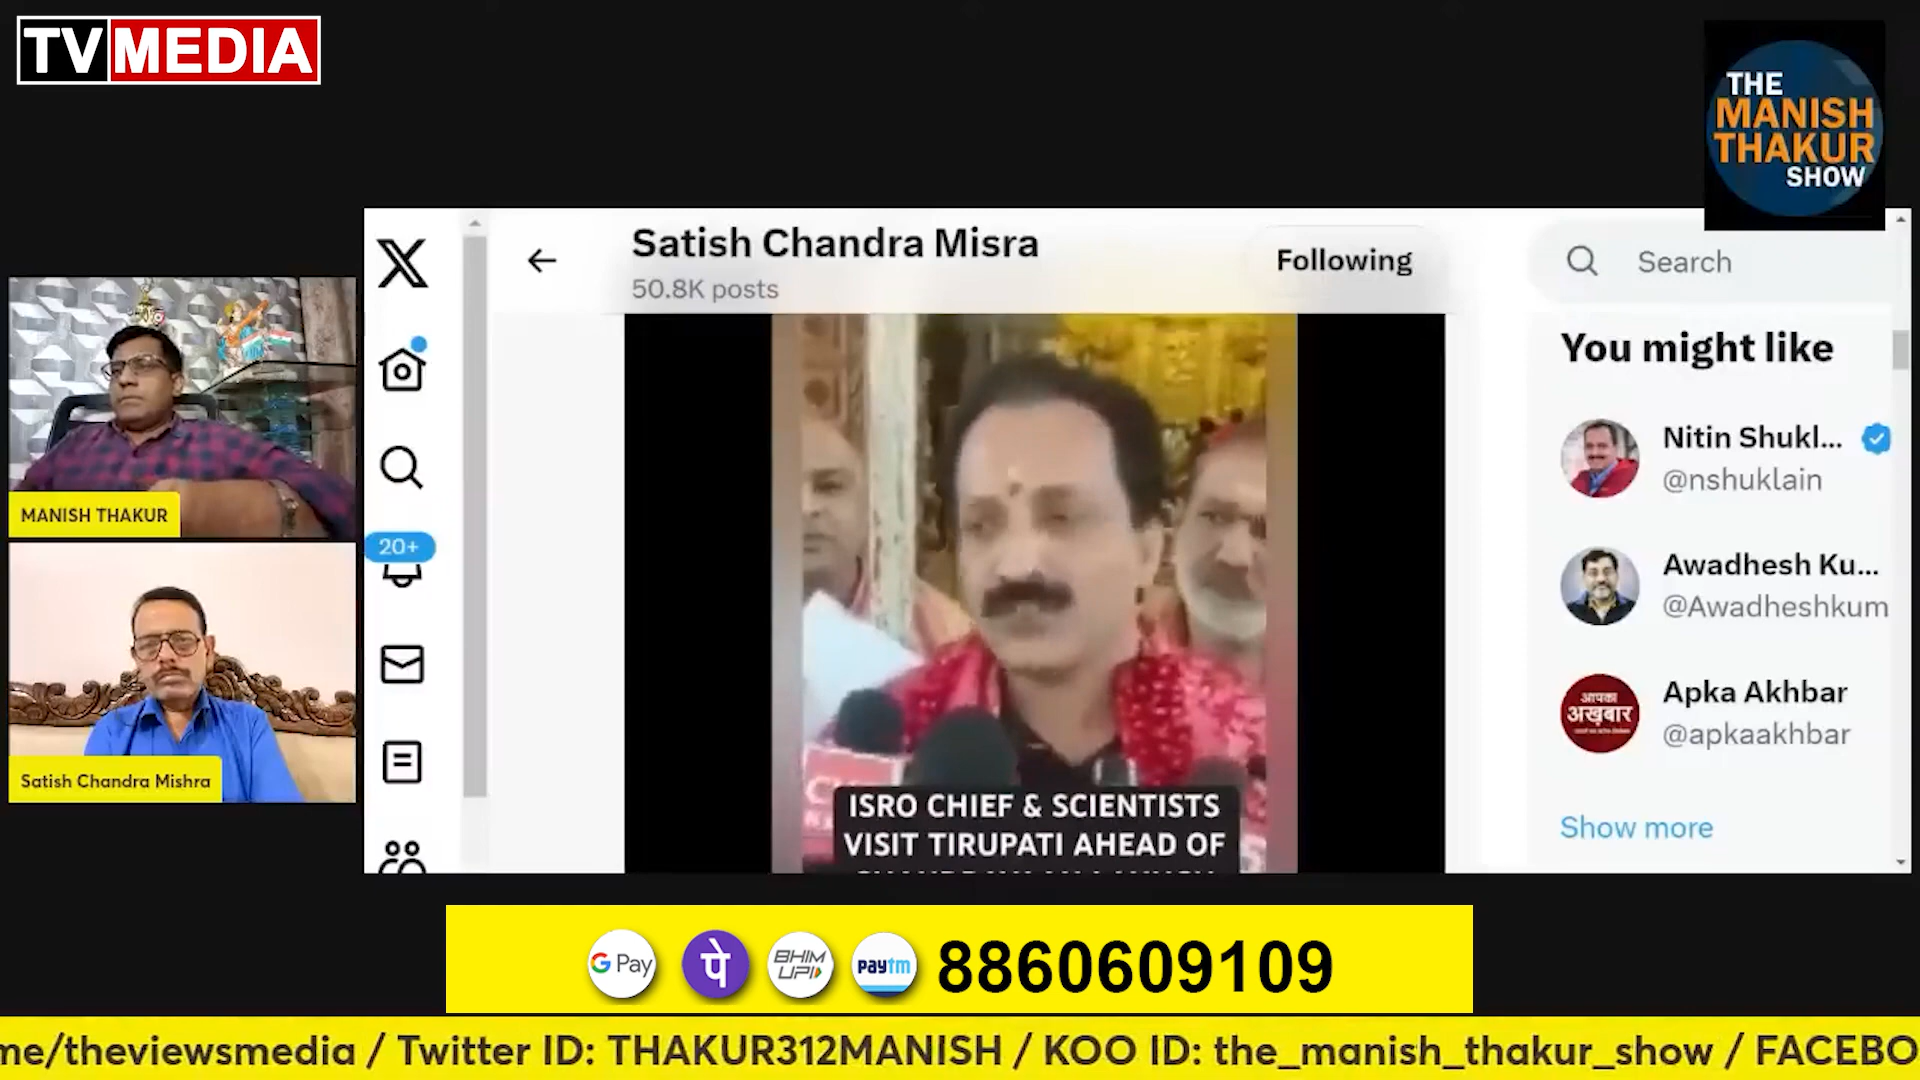 TVMEDIA
THE
MANISH
THAKUR
SHOW
Satish Chandra Misra
50.8K posts
Following
Search
You might like
Nitin Shukl...
@nshuklain
Awadhesh Ku...
@Awadheshkum
आपका
अख़बार
Apka Akhbar
@apkaakhbar
Show more
20+
MANISH THAKUR
Satish Chandra Mishra
ISRO CHIEF & SCIENTISTS
VISIT TIRUPATI AHEAD OF
G Pay
पे
BHIM
UPI
paytm
8860609109
me/theviewsmedia / Twitter ID: THAKUR312MANISH / KOO ID: the_manish_thakur_show / FACEBO